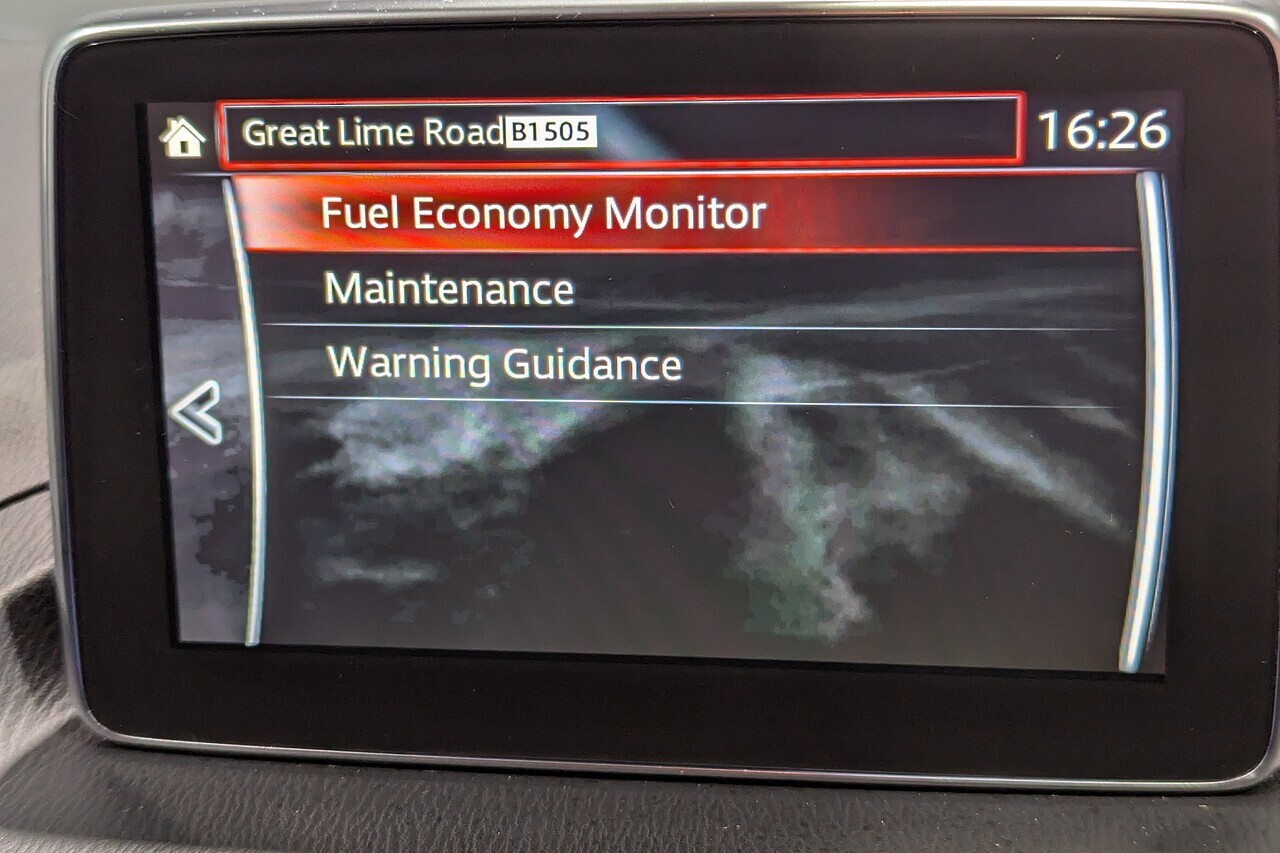 Great Lime Road B1505 16:26
Fuel Economy Monitor
Maintenance
Warning Guidance